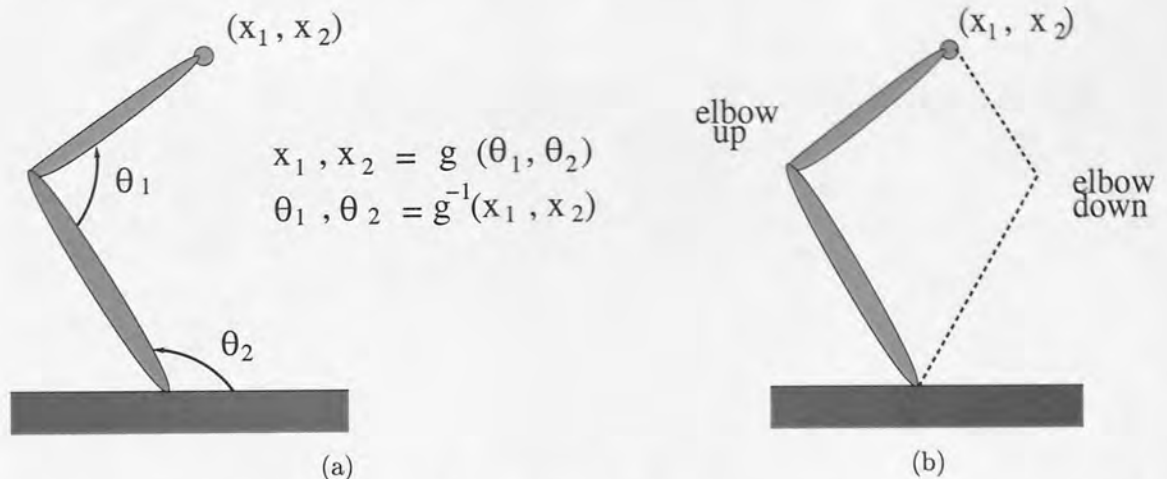 (x₁ , x₂)
θ₁
x₁ , x₂ = g (θ₁, θ₂)
θ₁ , θ₂ = g⁻¹(x₁ , x₂)
θ₂
(a)
(x₁, x₂)
elbow
up
elbow
down
(b)